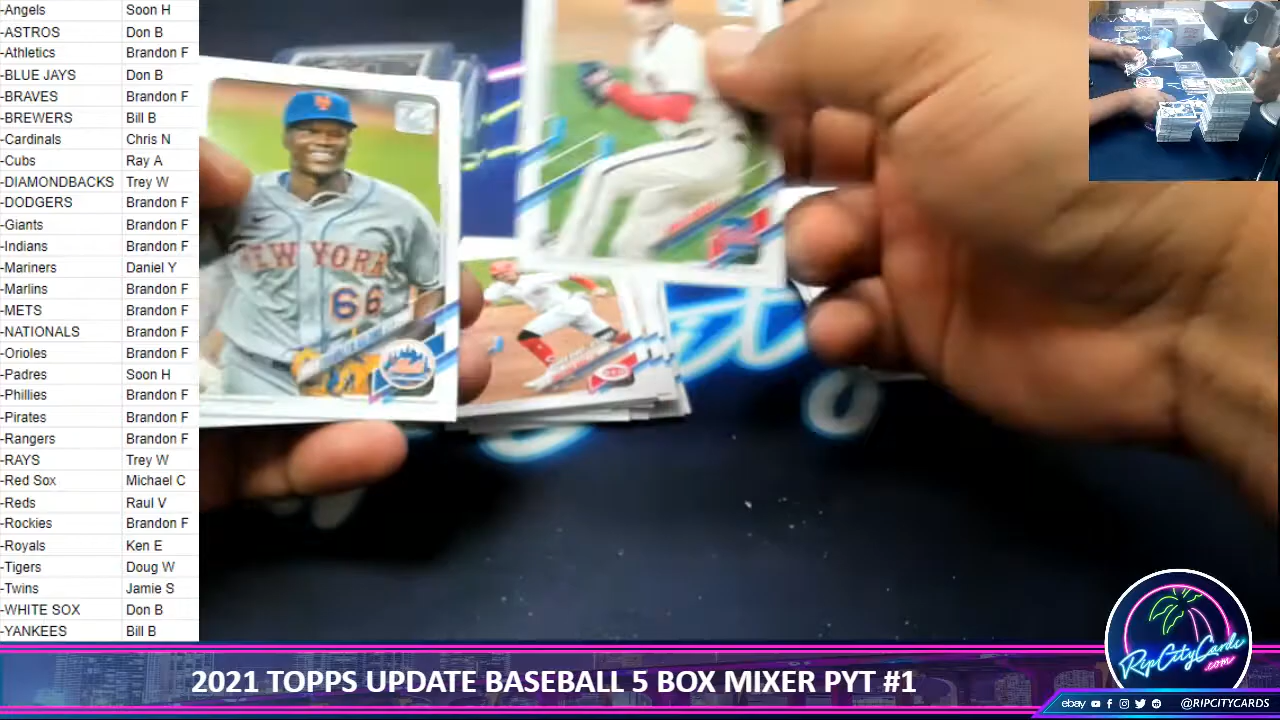 -Angels Soon H
-ASTROS Don B
-Athletics Brandon F
-BLUE JAYS Don B
-BRAVES Brandon F
-BREWERS Bill B
-Cardinals Chris N
-Cubs Ray A
-DIAMONDBACKS Trey W
-DODGERS Brandon F
-Giants Brandon F
-Indians Brandon F
-Mariners Daniel Y
-Marlins Brandon F
-METS Brandon F
-NATIONALS Brandon F
-Orioles Brandon F
-Padres Soon H
-Phillies Brandon F
-Pirates Brandon F
-Rangers Brandon F
-RAYS Trey W
-Red Sox Michael C
-Reds Raul V
-Rockies Brandon F
-Royals Ken E
-Tigers Doug W
-Twins Jamie S
-WHITE SOX Don B
-YANKEES Bill B
NEW YORK
66
RipCityCards
.com
2021 TOPPS UPDATE BASEBALL 5 BOX MIXER PYT #1
ebay @RIPCITYCARDS